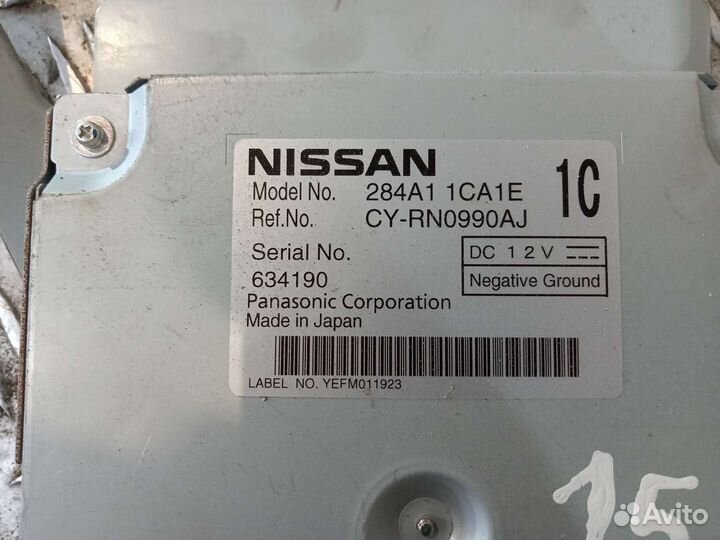 NISSAN
Model No. 284A1 1CA1E
1C
Ref.No. CY-RN0990AJ
Serial No.
634190
DC 12V
Negative Ground
Panasonic Corporation
Made in Japan
LABEL NO. YEFM011923
15
Avito